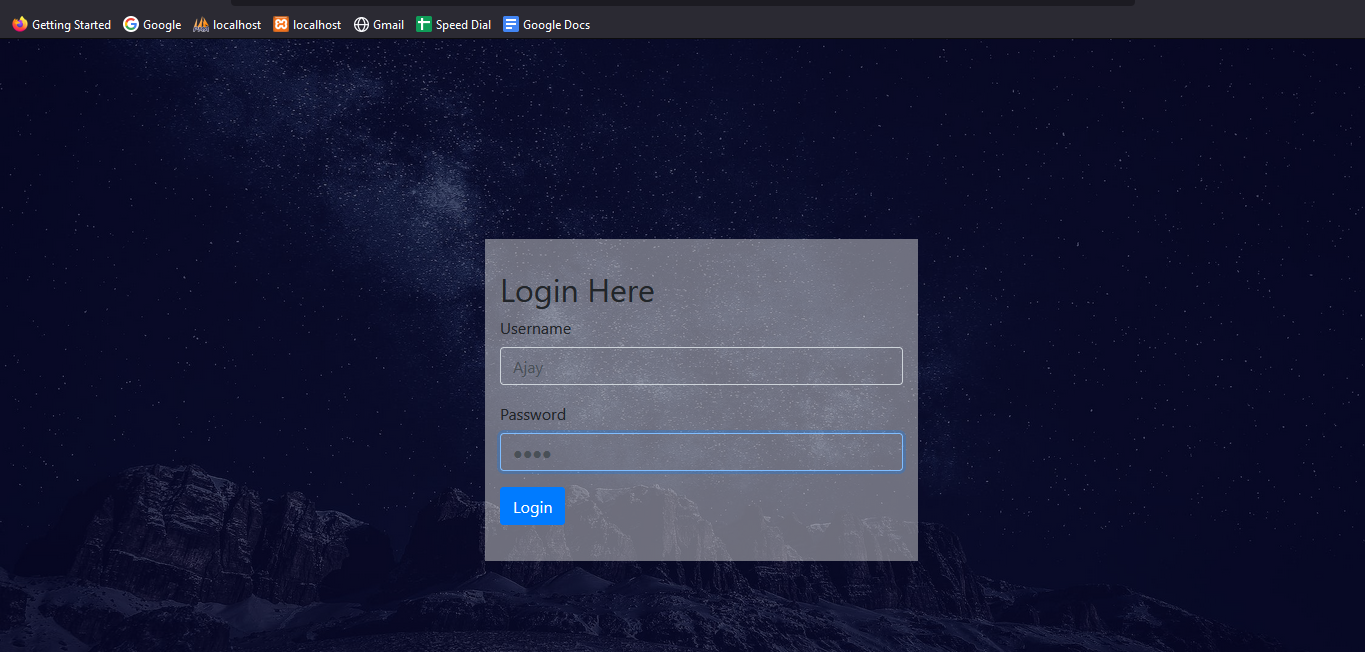 Getting Started Google localhost localhost Gmail Speed Dial Google Docs
Login Here
Username
Ajay
Password
●●●●
Login